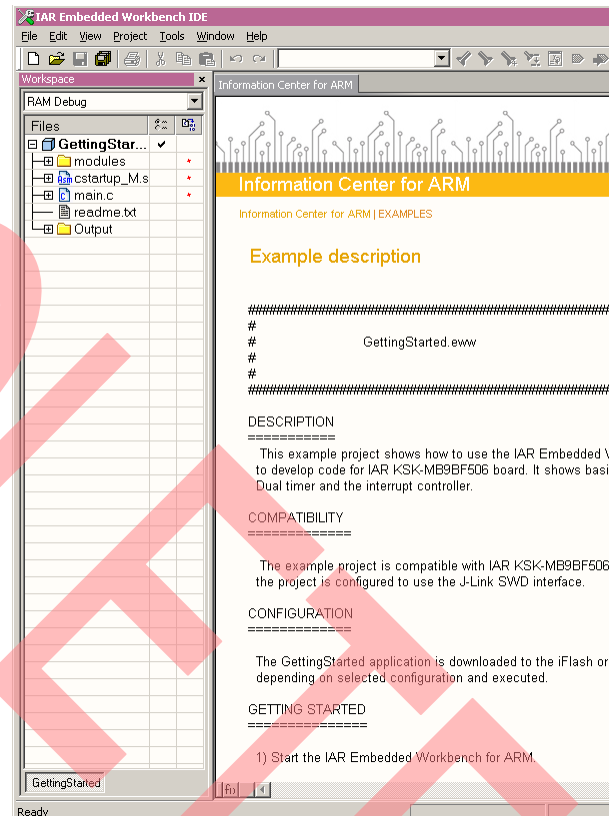 IAR Embedded Workbench IDE
File Edit View Project Tools Window Help
Workspace
RAM Debug
Files
GettingStar...
modules
cstartup_M.s
main.c
readme.txt
Output
GettingStarted
Information Center for ARM
Information Center for ARM
Information Center for ARM | EXAMPLES
Example description
#
# GettingStarted.eww
#
#
DESCRIPTION
===========
This example project shows how to use the IAR Embedded
to develop code for IAR KSK-MB9BF506 board. It shows basi
Dual timer and the interrupt controller.
COMPATIBILITY
=============
The example project is compatible with IAR KSK-MB9BF506
the project is configured to use the J-Link SWD interface.
CONFIGURATION
=============
The GettingStarted application is downloaded to the iFlash or
depending on selected configuration and executed.
GETTING STARTED
===============
1) Start the IAR Embedded Workbench for ARM.
Ready